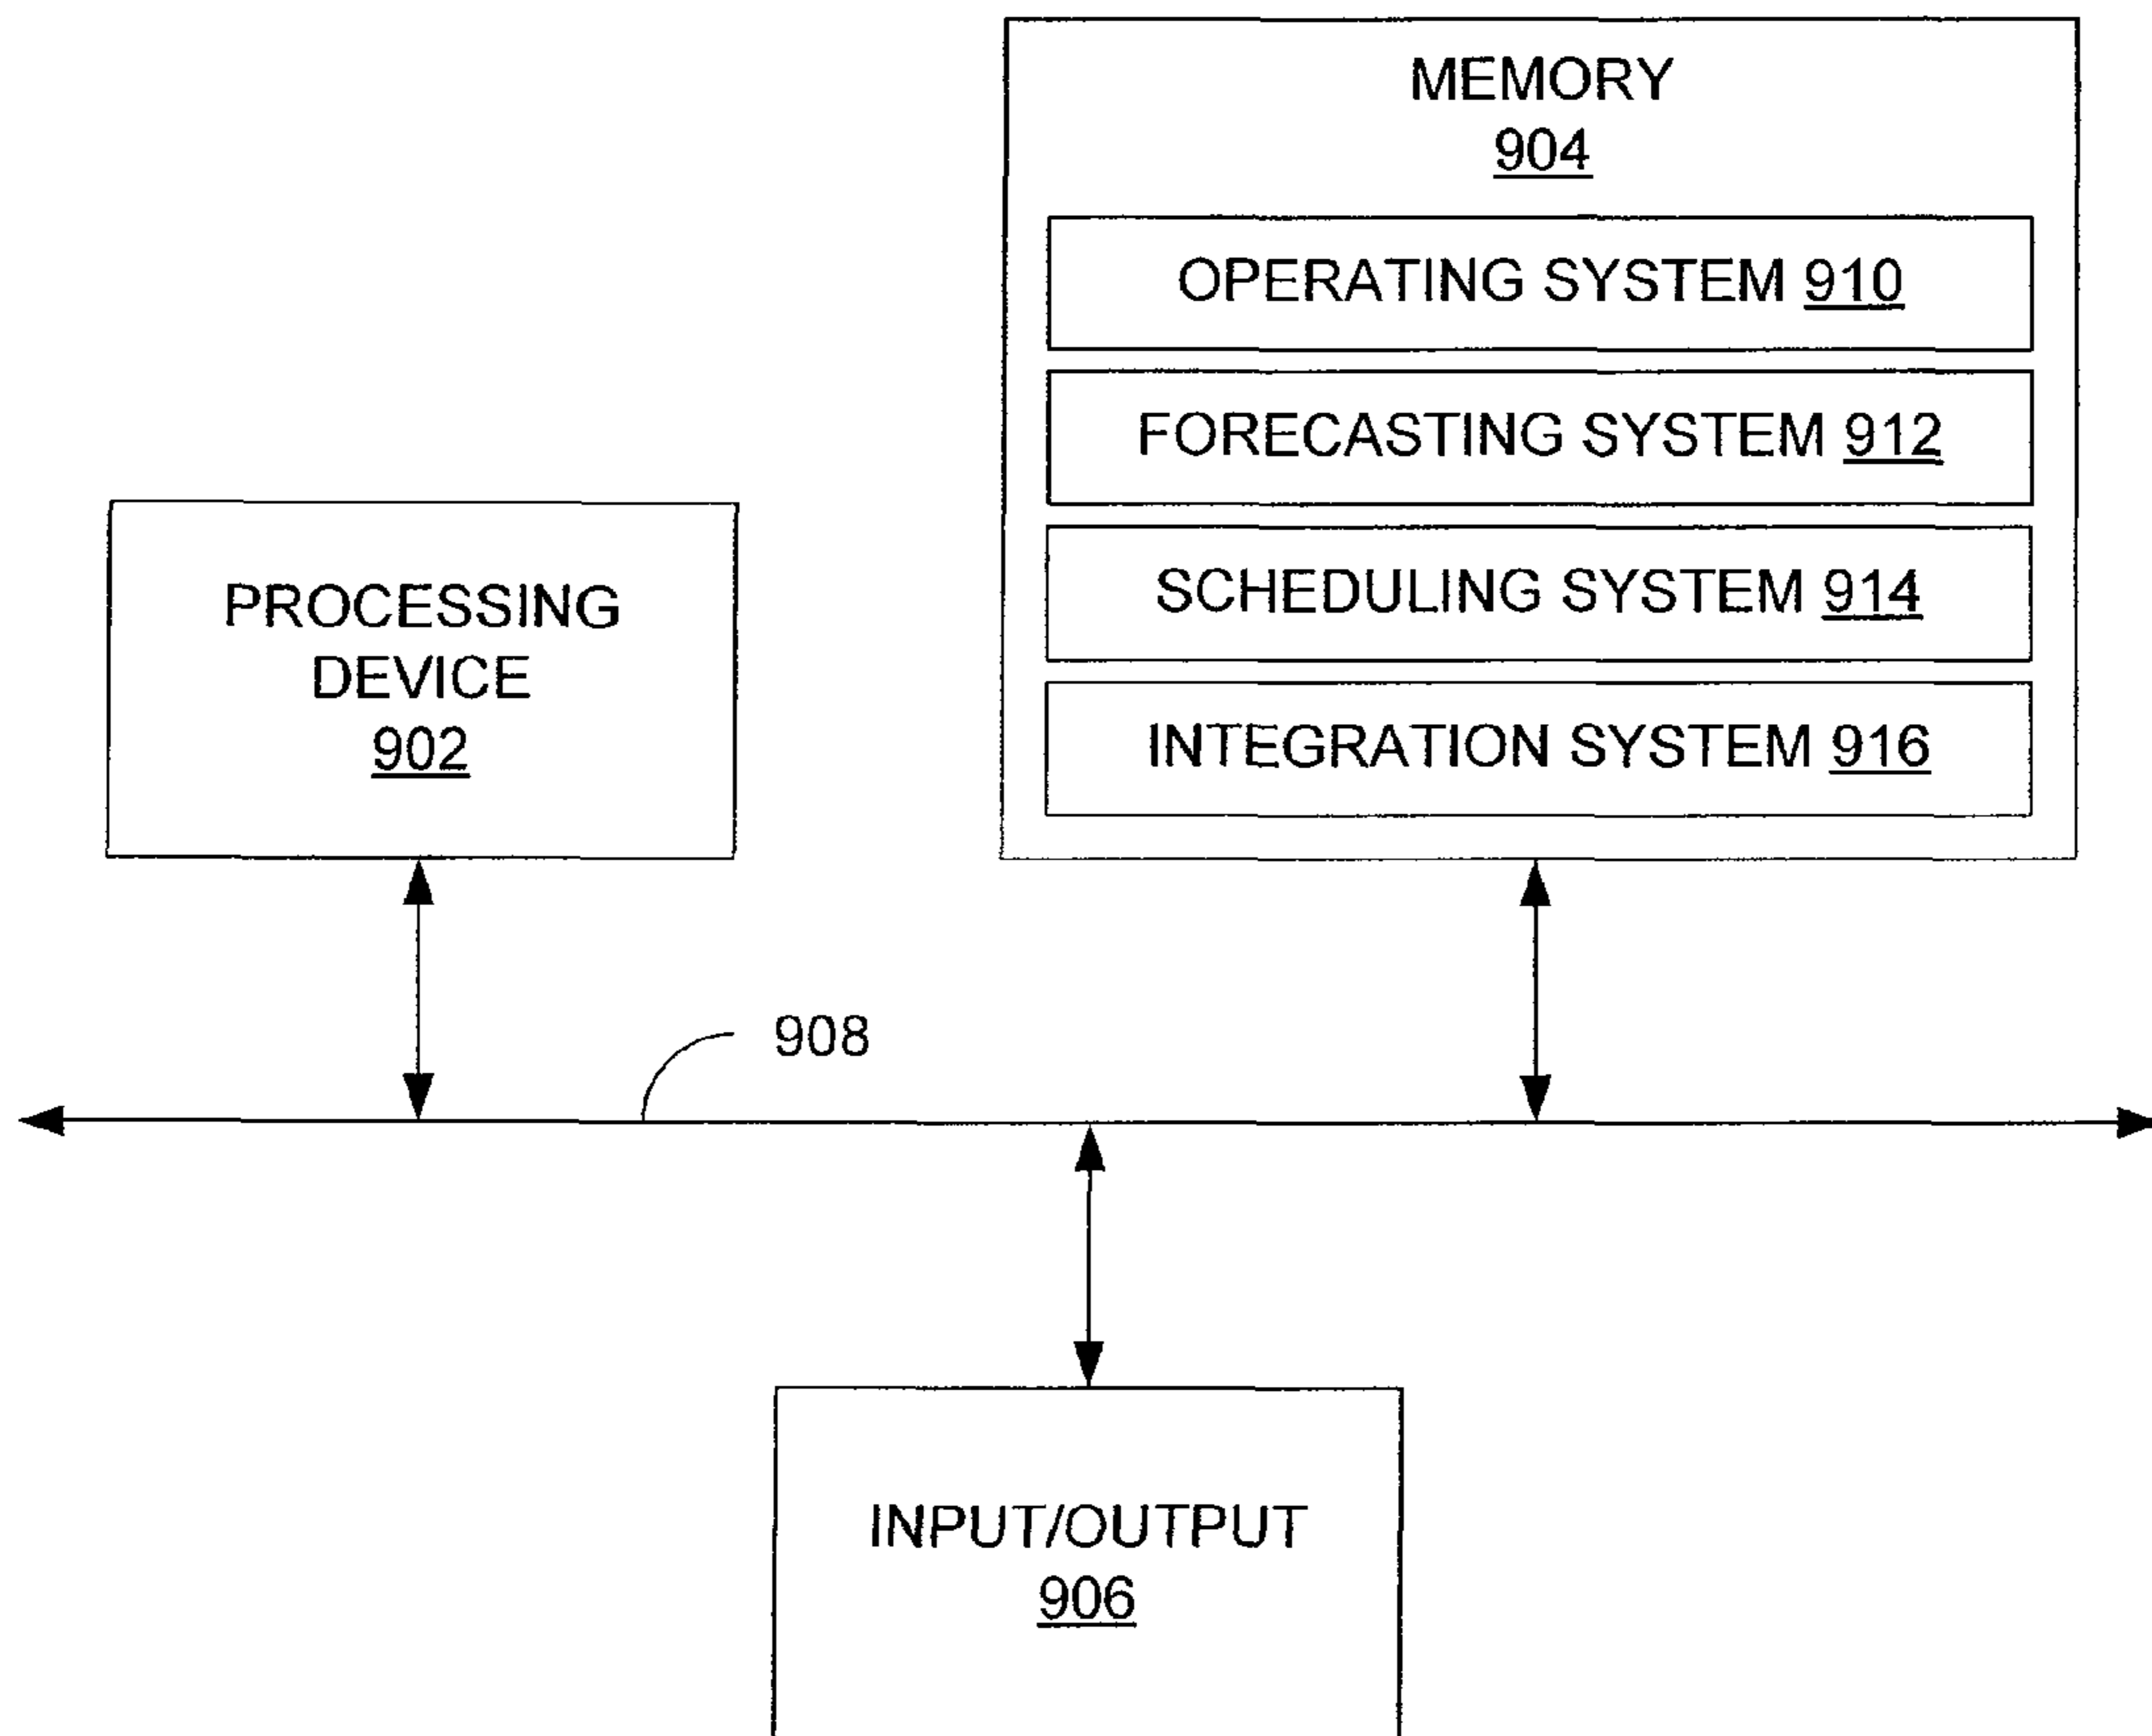 MEMORY
904
OPERATING SYSTEM 910
FORECASTING SYSTEM 912
SCHEDULING SYSTEM 914
INTEGRATION SYSTEM 916
PROCESSING
DEVICE
902
908
INPUT/OUTPUT
906